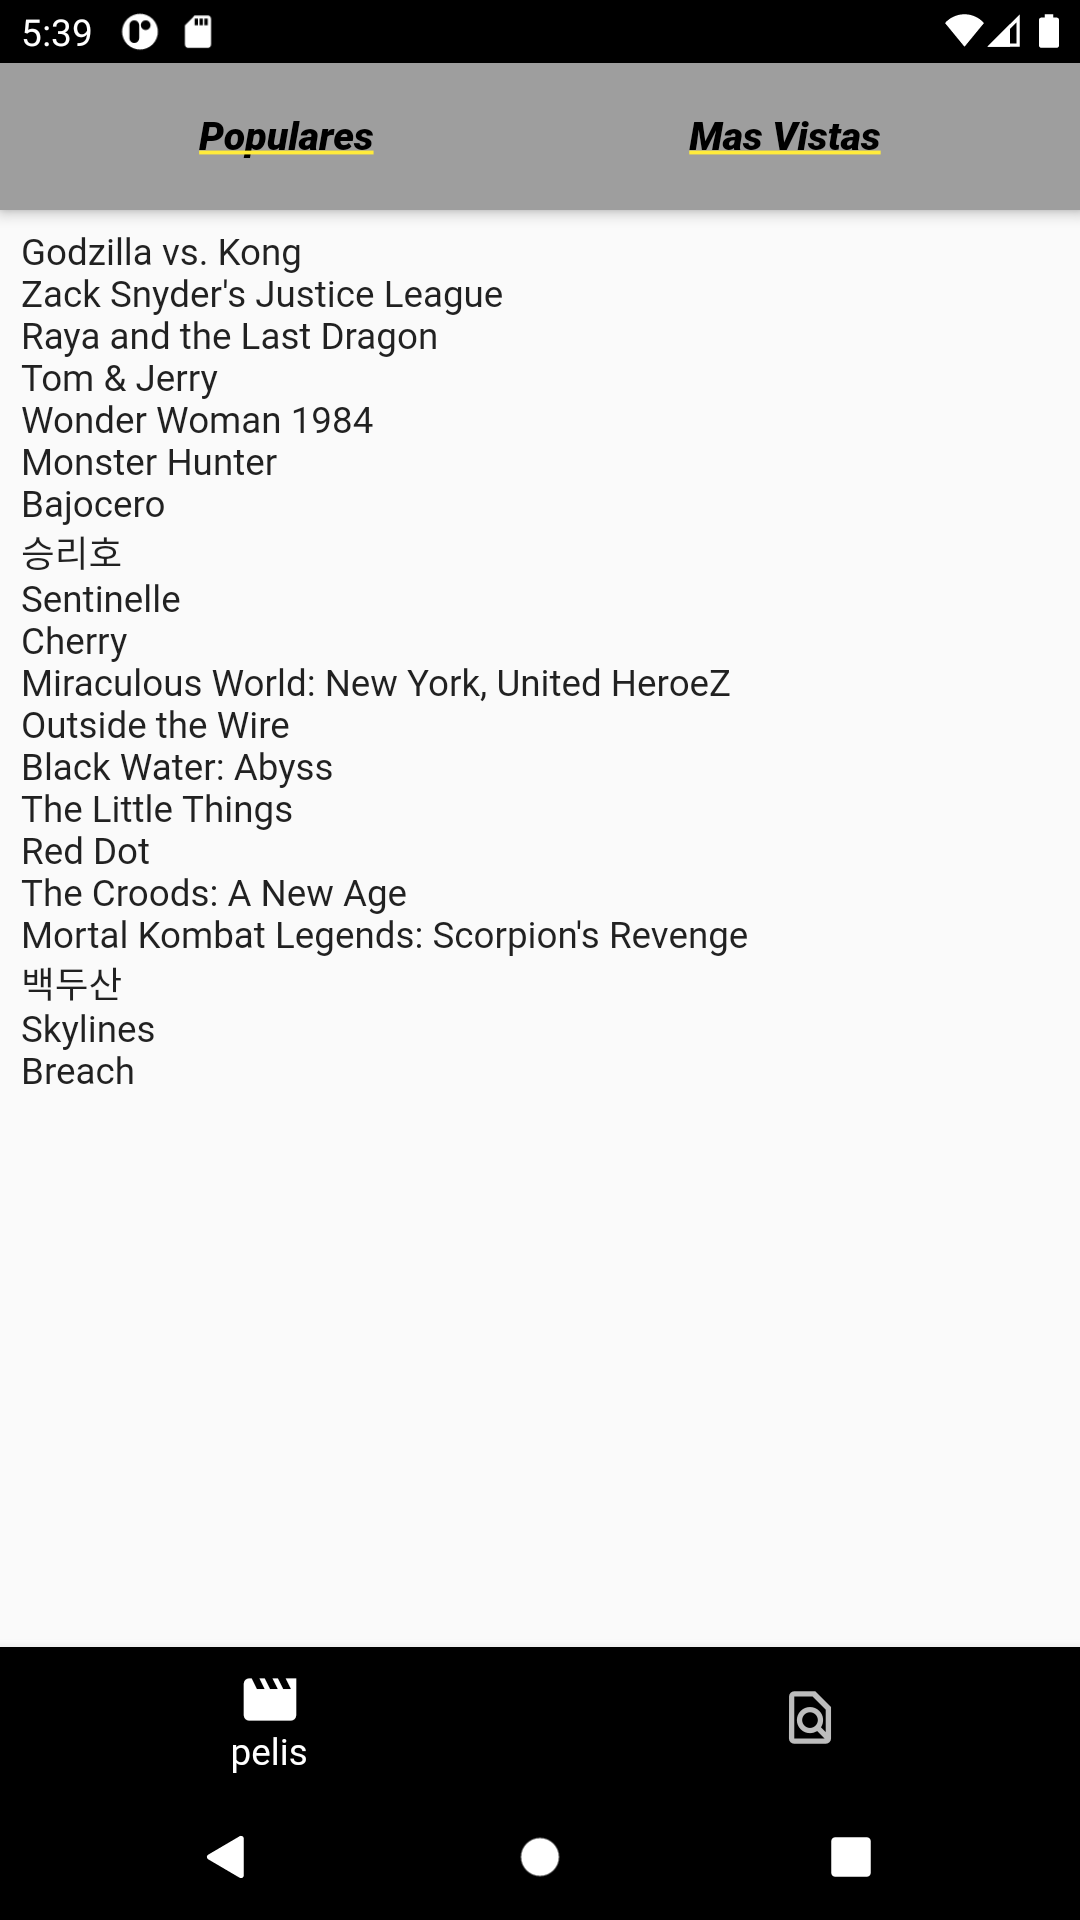 5:39
Populares Mas Vistas
Godzilla vs. Kong
Zack Snyder's Justice League
Raya and the Last Dragon
Tom & Jerry
Wonder Woman 1984
Monster Hunter
Bajocero
승리호
Sentinelle
Cherry
Miraculous World: New York, United HeroeZ
Outside the Wire
Black Water: Abyss
The Little Things
Red Dot
The Croods: A New Age
Mortal Kombat Legends: Scorpion's Revenge
백두산
Skylines
Breach
pelis